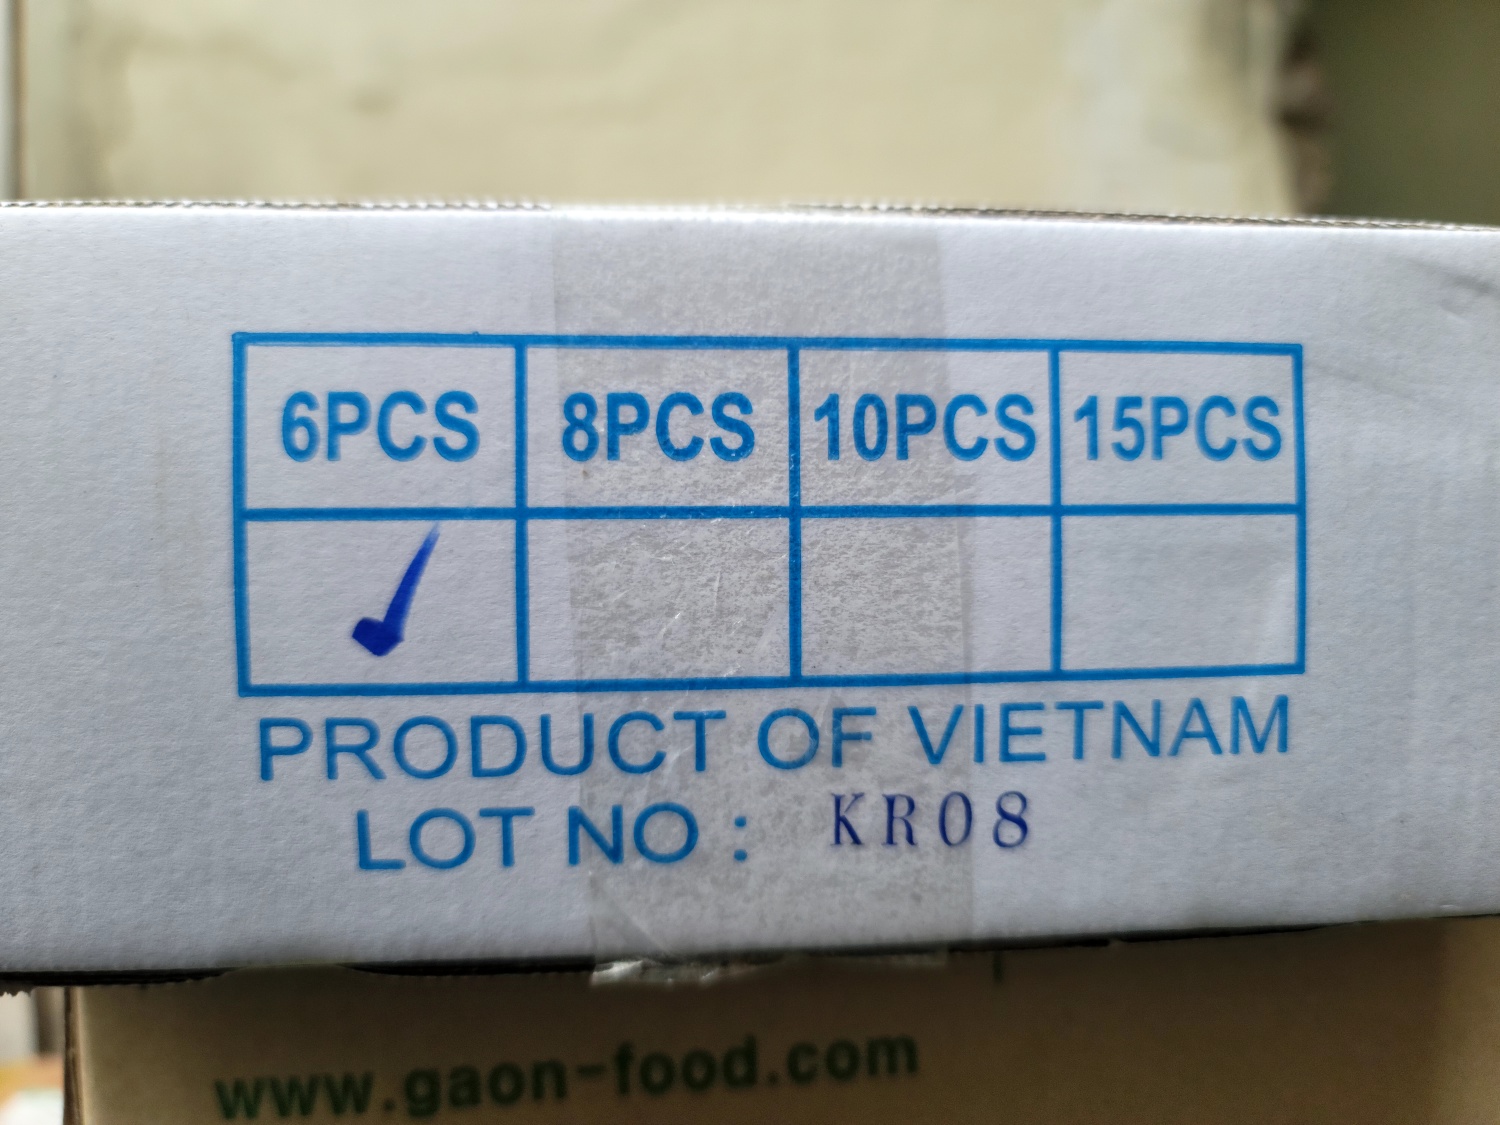 6PCS 8PCS 10PCS 15PCS
PRODUCT OF VIETNAM
LOT NO : KR08
www.gaon-food.com